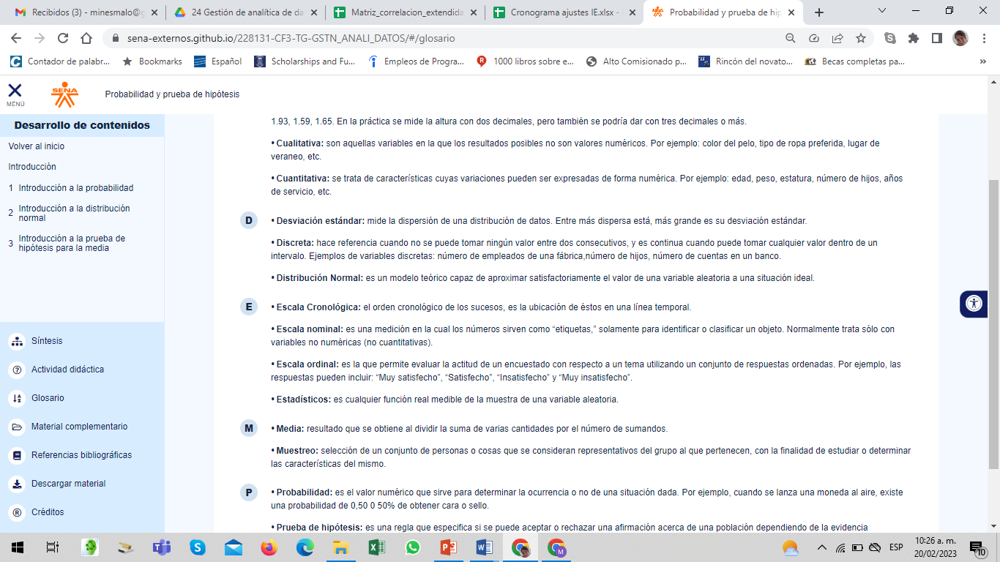 Recibidos (3) - minesmalo@g
24 Gestión de analítica de da
Matriz_correlacion_extendida
Cronograma ajustes IE.xlsx -
Probabilidad y prueba de hip
sena-externos.github.io/228131-CF3-TG-GSTN_ANALI_DATOS/#/glosario
Contador de palabr...
Bookmarks
Español
Scholarships and Fu...
Empleos de Progra...
1000 libros sobre e...
Alto Comisionado p...
Rincón del novato...
Becas completas pa...
»
MENÚ
SENA
Probabilidad y prueba de hipótesis
Desarrollo de contenidos
Volver al inicio
Introducción
1 Introducción a la probabilidad
2 Introducción a la distribución
normal
3 Introducción a la prueba de
hipótesis para la media
Síntesis
Actividad didáctica
Glosario
Material complementario
Referencias bibliográficas
Descargar material
Créditos
1.93, 1.59, 1.65. En la práctica se mide la altura con dos decimales, pero también se podría dar con tres decimales o más.
• Cualitativa: son aquellas variables en la que los resultados posibles no son valores numéricos. Por ejemplo: color del pelo, tipo de ropa preferida, lugar de
veraneo, etc.
• Cuantitativa: se trata de características cuyas variaciones pueden ser expresadas de forma numérica. Por ejemplo: edad, peso, estatura, número de hijos, años
de servicio, etc.
D
• Desviación estándar: mide la dispersión de una distribución de datos. Entre más dispersa está, más grande es su desviación estándar.
• Discreta: hace referencia cuando no se puede tomar ningún valor entre dos consecutivos, y es continua cuando puede tomar cualquier valor dentro de un
intervalo. Ejemplos de variables discretas: número de empleados de una fábrica,número de hijos, número de cuentas en un banco.
• Distribución Normal: es un modelo teórico capaz de aproximar satisfactoriamente el valor de una variable aleatoria a una situación ideal.
E
• Escala Cronológica: el orden cronológico de los sucesos, es la ubicación de éstos en una línea temporal.
• Escala nominal: es una medición en la cual los números sirven como “etiquetas,” solamente para identificar o clasificar un objeto. Normalmente trata sólo con
variables no numéricas (no cuantitativas).
• Escala ordinal: es la que permite evaluar la actitud de un encuestado con respecto a un tema utilizando un conjunto de respuestas ordenadas. Por ejemplo, las
respuestas pueden incluir: “Muy satisfecho”, “Satisfecho”, “Insatisfecho” y “Muy insatisfecho”.
• Estadísticos: es cualquier función real medible de la muestra de una variable aleatoria.
M
• Media: resultado que se obtiene al dividir la suma de varias cantidades por el número de sumandos.
• Muestreo: selección de un conjunto de personas o cosas que se consideran representativos del grupo al que pertenecen, con la finalidad de estudiar o determinar
las características del mismo.
P
• Probabilidad: es el valor numérico que sirve para determinar la ocurrencia o no de una situación dada. Por ejemplo, cuando se lanza una moneda al aire, existe
una probabilidad de 0,50 0 50% de obtener cara o sello.
• Prueba de hipótesis: es una regla que especifica si se puede aceptar o rechazar una afirmación acerca de una población dependiendo de la evidencia
ESP
10:26 a. m.
20/02/2023
10